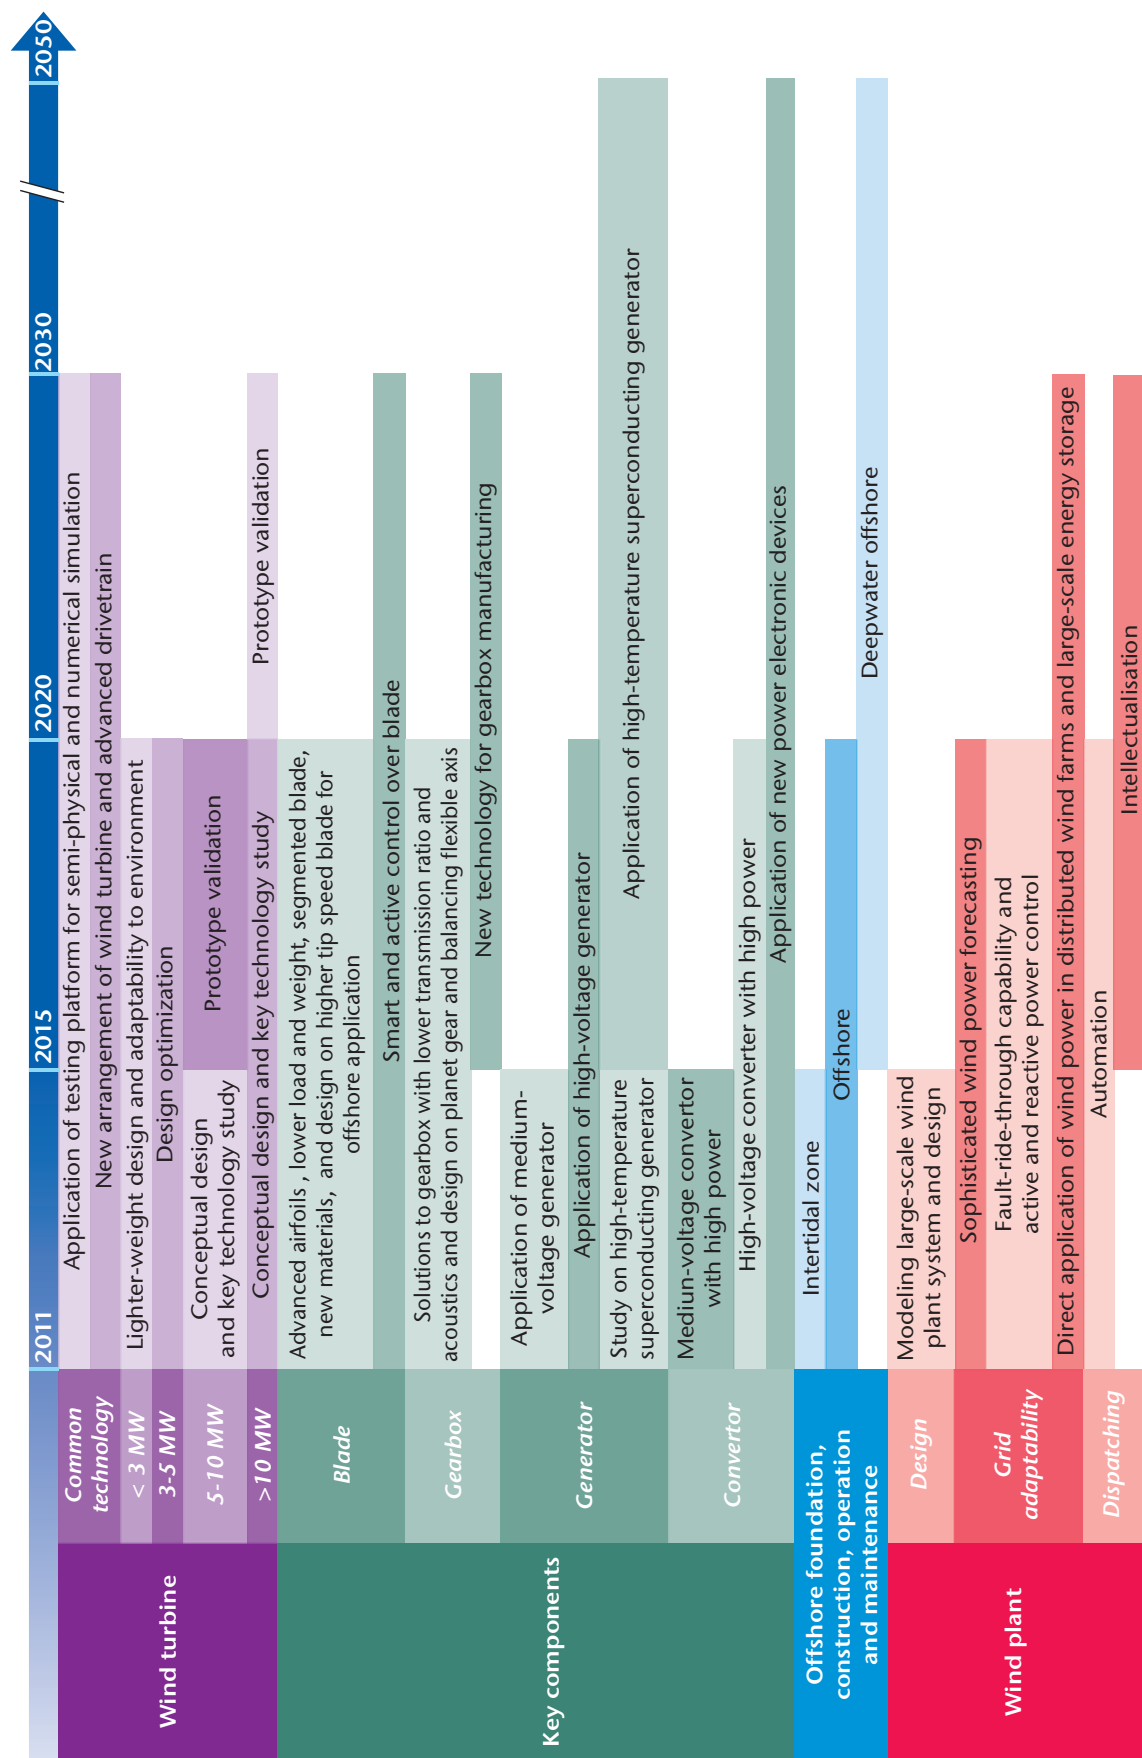 2011
2015
2020
2030
2050
Wind turbine
Common
technology
Application of testing platform for semi-physical and numerical simulation
New arrangement of wind turbine and advanced drivetrain
< 3 MW
Lighter-weight design and adaptability to environment
3-5 MW
Design optimization
5-10 MW
Conceptual design
and key technology study
Prototype validation
>10 MW
Conceptual design and key technology study
Prototype validation
Key components
Blade
Advanced airfoils , lower load and weight, segmented blade,
new materials, and design on higher tip speed blade for
offshore application
Smart and active control over blade
Gearbox
Solutions to gearbox with lower transmission ratio and
acoustics and design on planet gear and balancing flexible axis
New technology for gearbox manufacturing
Generator
Application of medium-
voltage generator
Application of high-voltage generator
Study on high-temperature
superconducting generator
Application of high-temperature superconducting generator
Convertor
Mediun-voltage convertor
with high power
High-voltage converter with high power
Application of new power electronic devices
Offshore foundation,
construction, operation
and maintenance
Intertidal zone
Offshore
Deepwater offshore
Wind plant
Design
Modeling large-scale wind
plant system and design
Grid
adaptability
Sophisticated wind power forecasting
Fault-ride-through capability and
active and reactive power control
Direct application of wind power in distributed wind farms and large-scale energy storage
Dispatching
Automation
Intellectualisation